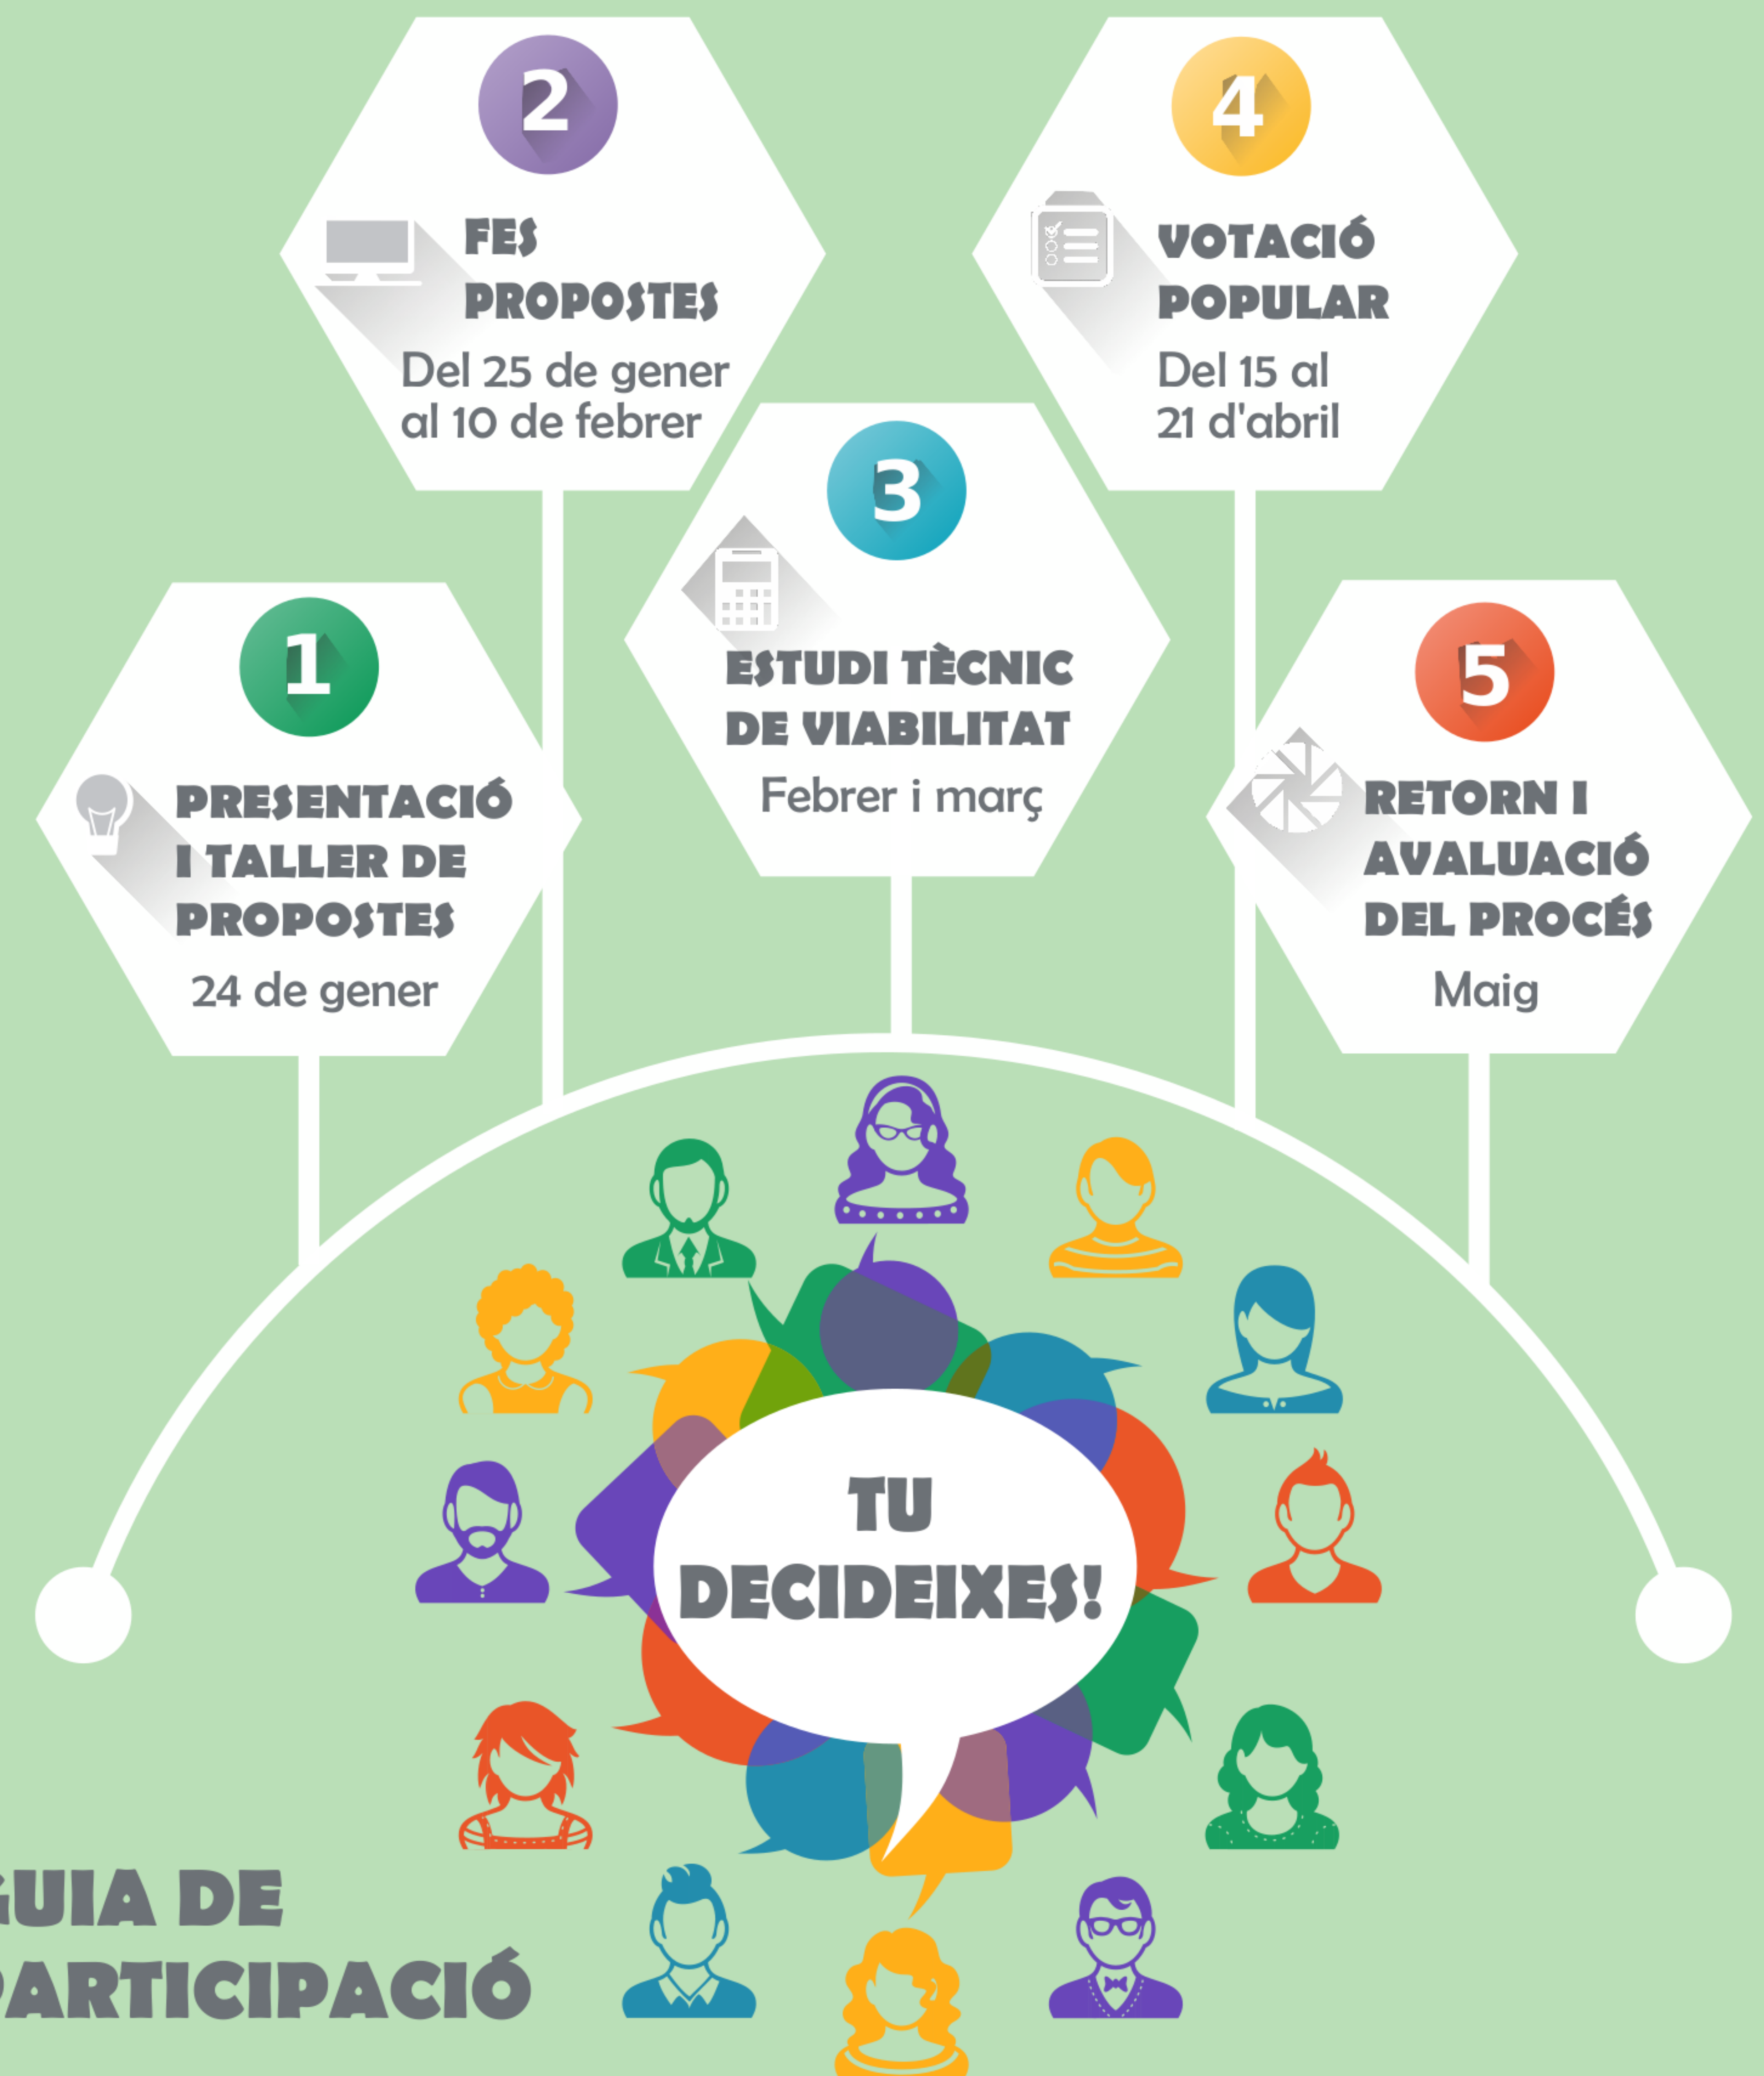 1
PRESENTACIÓ
I TALLER DE
PROPOSTES
24 de gener
2
FES
PROPOSTES
Del 25 de gener
al 10 de febrer
3
ESTUDI TÈCNIC
DE VIABILITAT
Febrer i març
4
VOTACIÓ
POPULAR
Del 15 al
21 d'abril
5
RETORN I
AVALUACIÓ
DEL PROCÉS
Maig
TU
DECIDEIXES!
GUIA DE
PARTICIPACIÓ